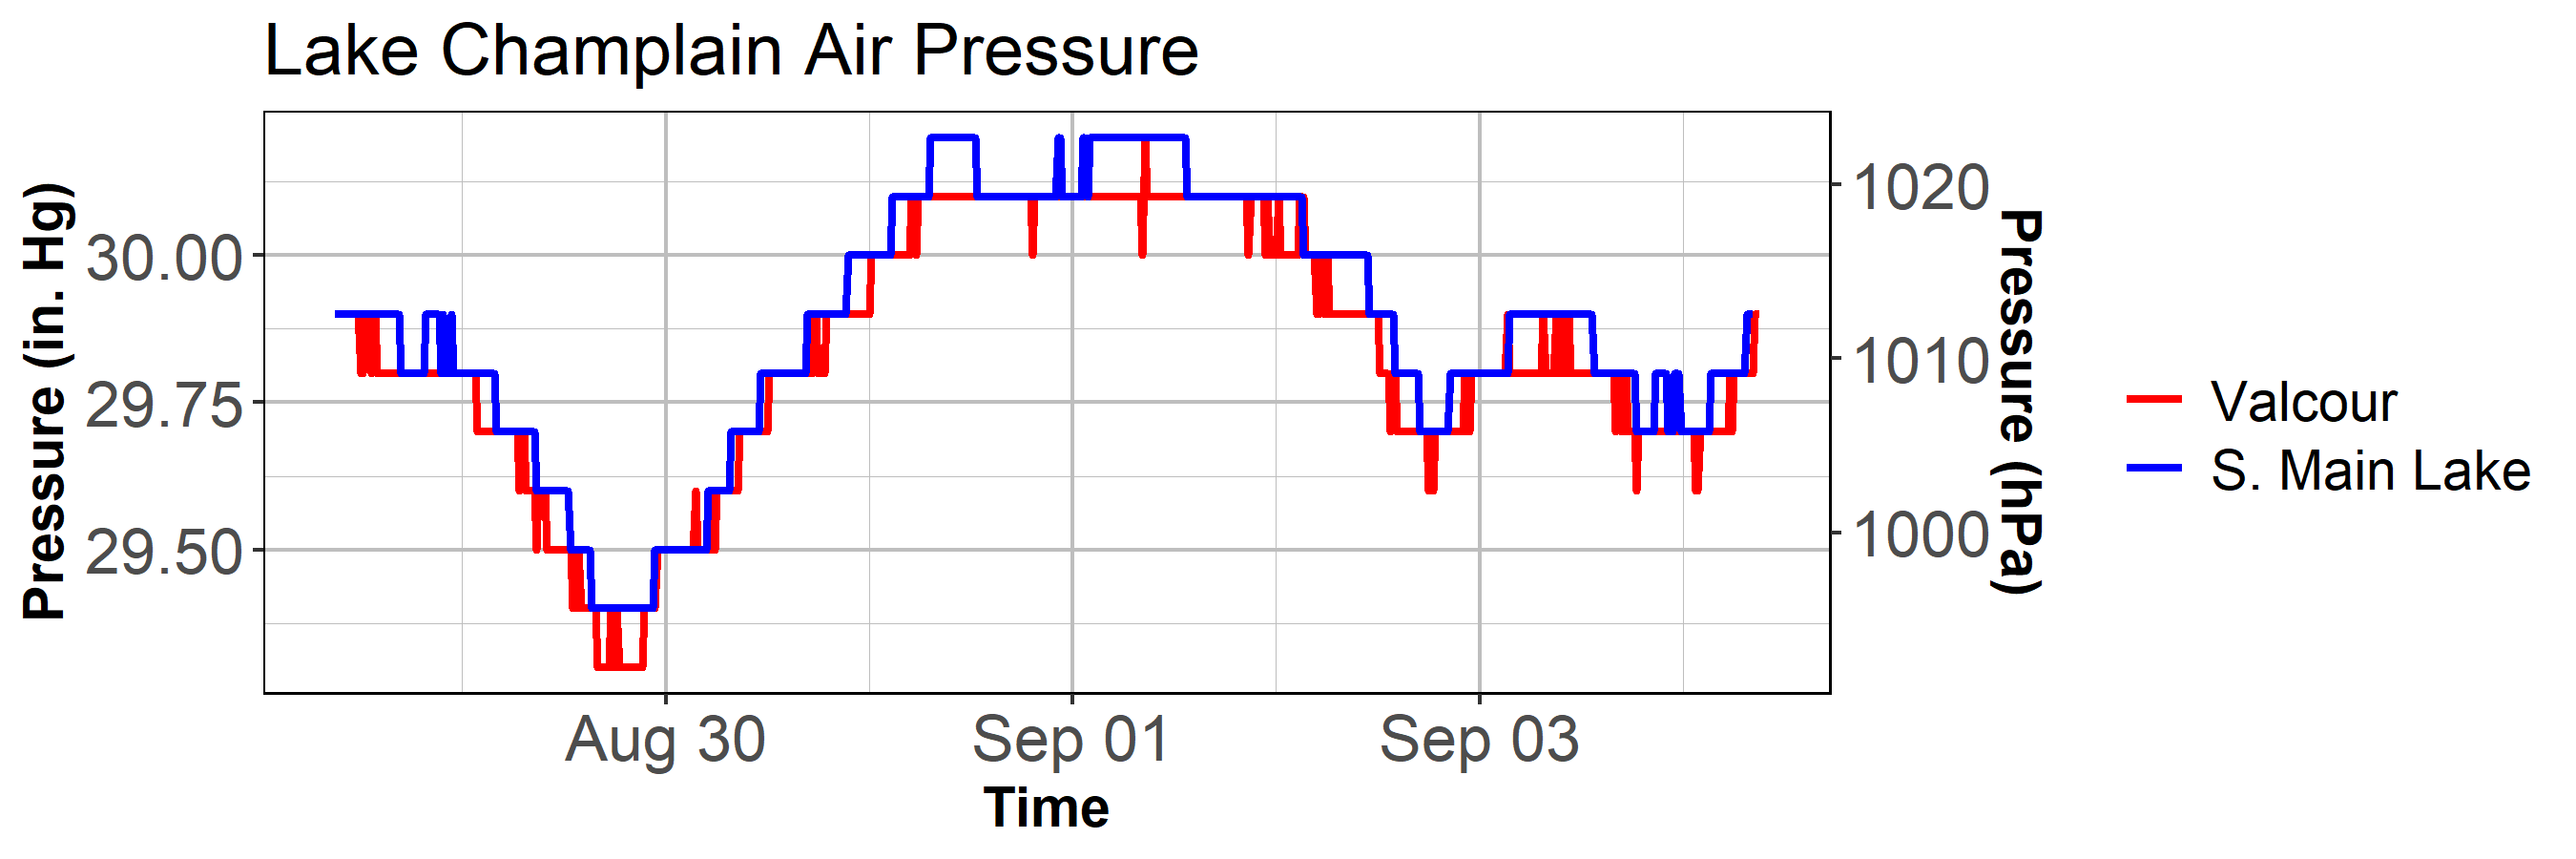 Lake Champlain Air Pressure
Pressure (in. Hg)
30.00
29.75
29.50
1020
1010
1000
Pressure (hPa)
Aug 30
Sep 01
Sep 03
Time
Valcour
S. Main Lake